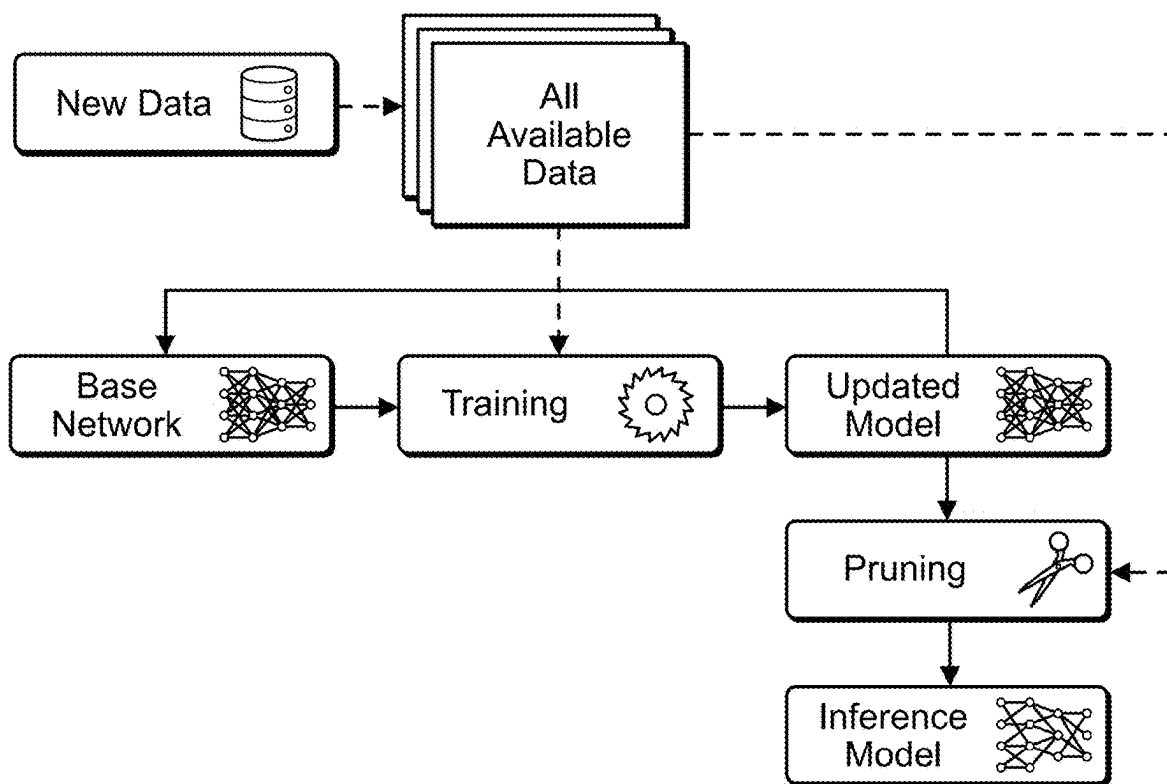 New Data
All
Available
Data
Base
Network
Training
Updated
Model
Pruning
Inference
Model